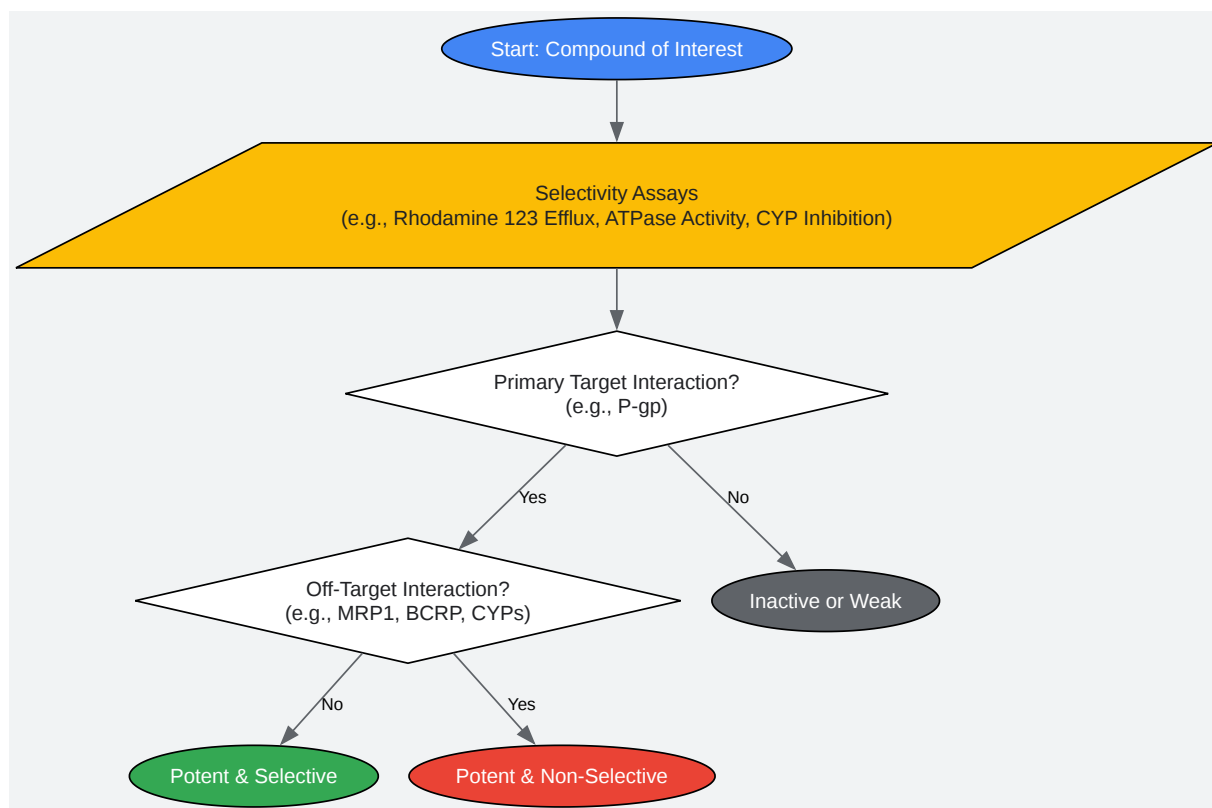 Start: Compound of Interest
Selectivity Assays
(e.g., Rhodamine 123 Efflux, ATPase Activity, CYP Inhibition)
Primary Target Interaction?
(e.g., P-gp)
Yes
No
Off-Target Interaction?
(e.g., MRP1, BCRP, CYPs)
Inactive or Weak
No
Yes
Potent & Selective
Potent & Non-Selective